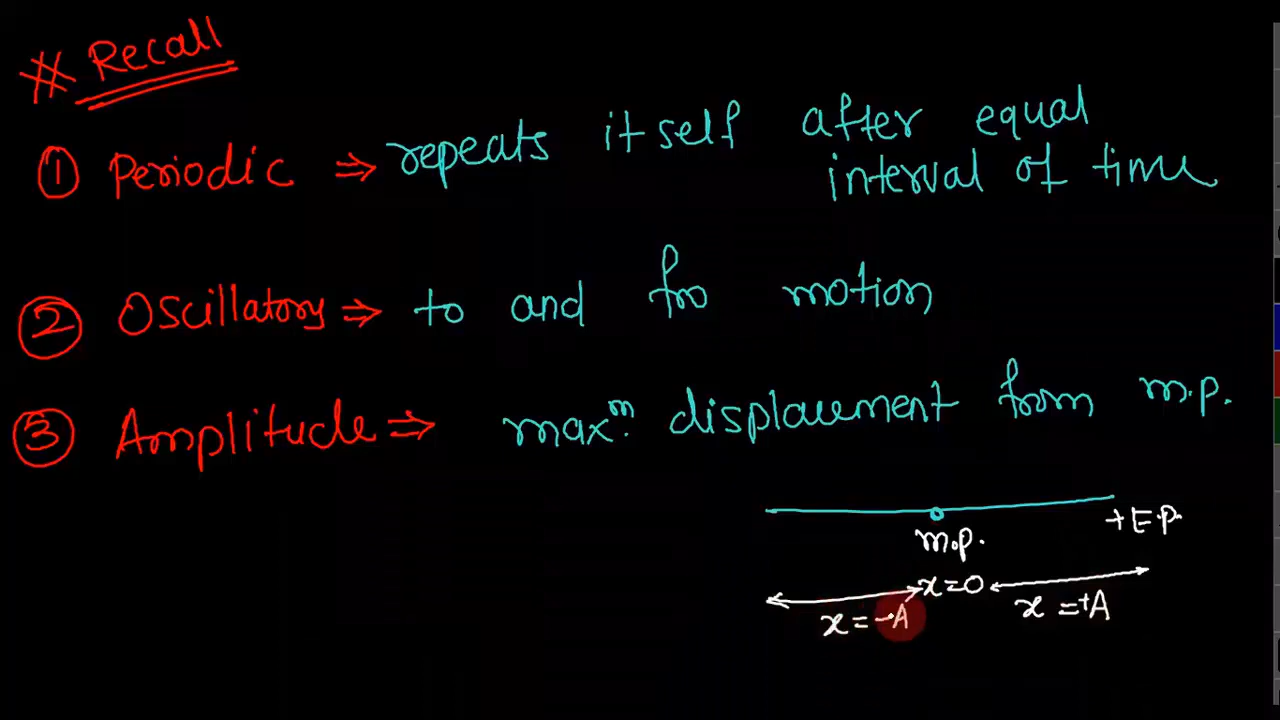 # Recall
① Periodic ⇒ repeats itself after equal
interval of time
② Oscillatory ⇒ to and fro motion
③ Amplitude ⇒ maxᵐ. displacement from m.p.
+E.p.
m.p.
x=0
x=-A
x=+A